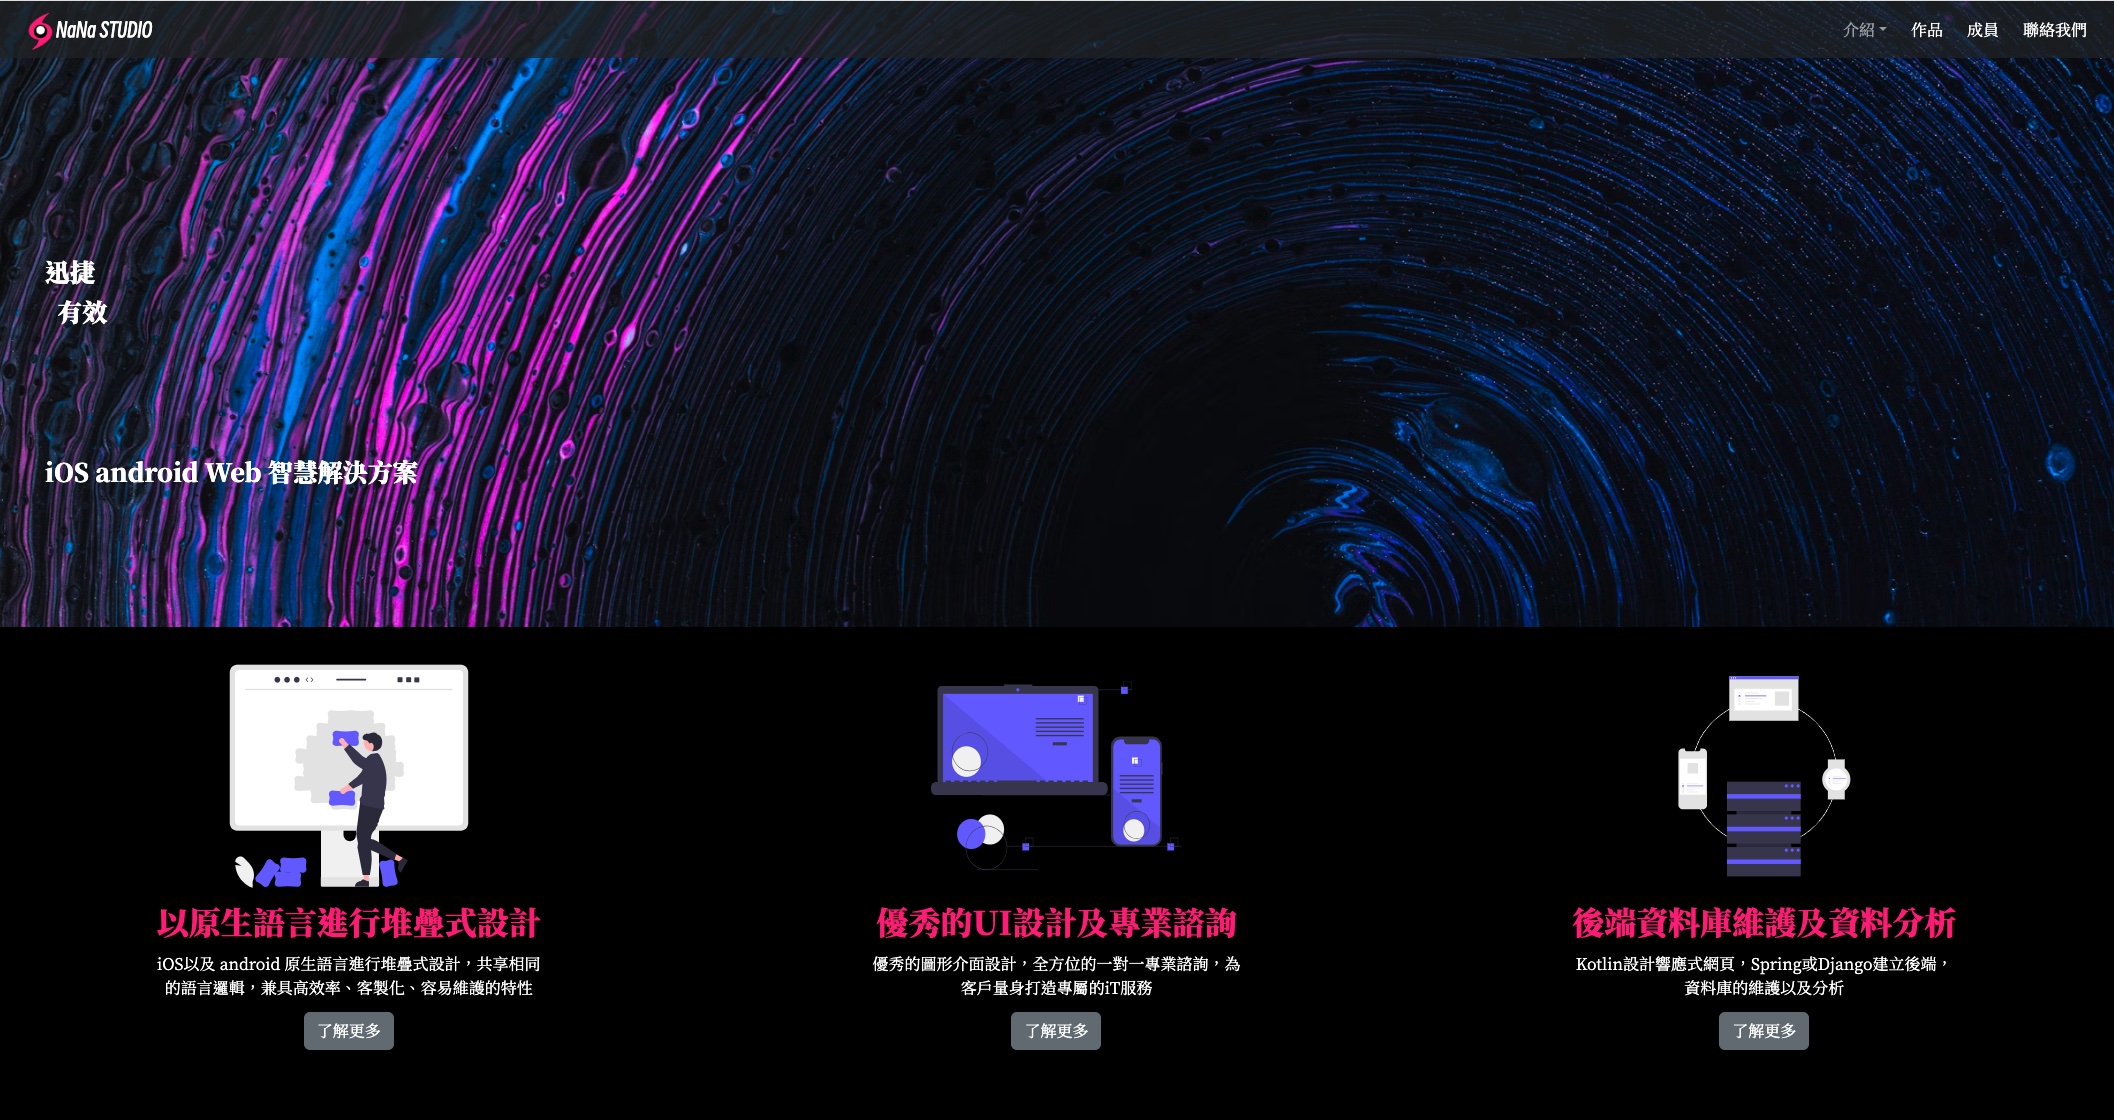 NaNa STUDIO
介紹
作品
成員
聯絡我們
迅捷
有效
iOS android Web 智慧解決方案
以原生語言進行堆疊式設計
iOS以及 android 原生語言進行堆疊式設計，共享相同
的語言邏輯，兼具高效率、客製化、容易維護的特性
了解更多
優秀的UI設計及專業諮詢
優秀的圖形介面設計，全方位的一對一專業諮詢，為
客戶量身打造專屬的iT服務
了解更多
後端資料庫維護及資料分析
Kotlin設計響應式網頁，Spring或Django建立後端，
資料庫的維護以及分析
了解更多